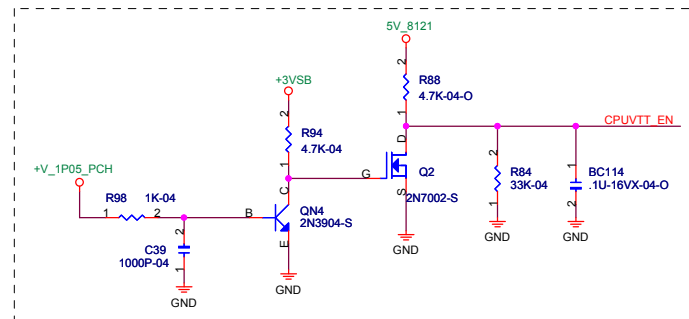 5V_8121
2
R88
4.7K-04-O
1
+3VSB
2
R94
4.7K-04
1
CPUVTT_EN
D
G
Q2
S
2N7002-S
2
R84
33K-04
1
1
BC114
.1U-16VX-04-O
2
+V_1P05_PCH
R98
1K-04
1
2
B
C
QN4
2N3904-S
E
2
C39
1000P-04
1
GND
GND
GND
GND
GND